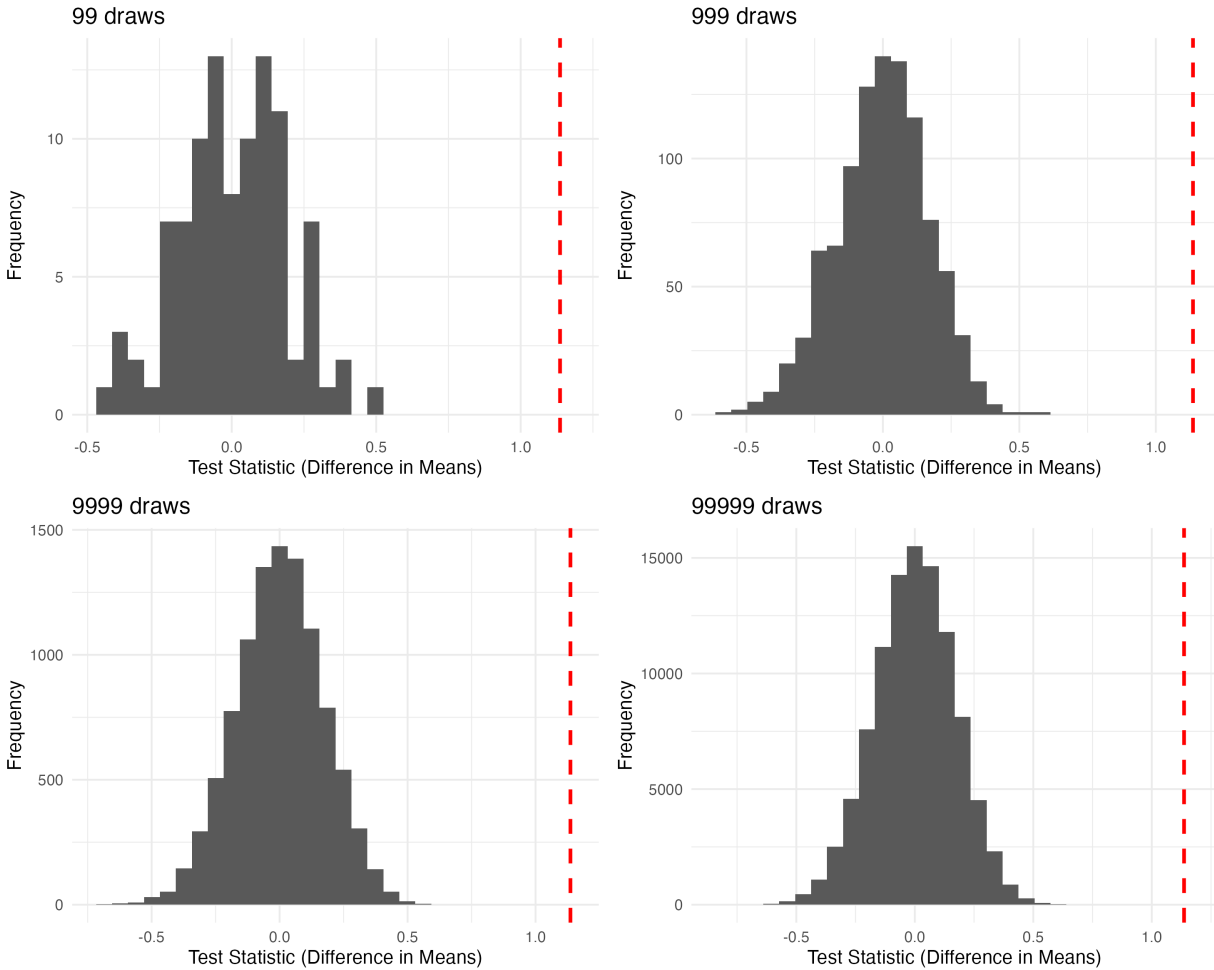 99 draws
10
5
0
Frequency
-0.5 0.0 0.5 1.0
Test Statistic (Difference in Means)
999 draws
100
50
0
Frequency
-0.5 0.0 0.5 1.0
Test Statistic (Difference in Means)
9999 draws
1500
1000
500
0
Frequency
-0.5 0.0 0.5 1.0
Test Statistic (Difference in Means)
99999 draws
15000
10000
5000
0
Frequency
-0.5 0.0 0.5 1.0
Test Statistic (Difference in Means)